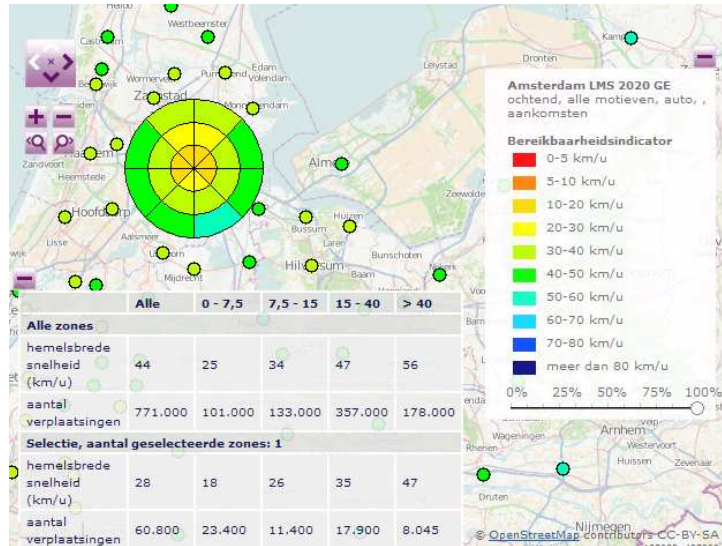 Heiloo
Westbeemster
Castricum
Kampen
Dronten
Lelystad
Edam
Volendam
Wormerveer
Purmerend
Beverwijk
Zaanstad
Monnickendam
Amsterdam LMS 2020 GE
ochtend, alle motieven, auto, ,
aankomsten
Bereikbaarheidsindicator
0-5 km/u
5-10 km/u
10-20 km/u
20-30 km/u
30-40 km/u
40-50 km/u
50-60 km/u
60-70 km/u
70-80 km/u
meer dan 80 km/u
0% 25% 50% 75% 100%
Zandvoort
Heemstede
Zeewolde
Hoofddorp
Huizen
Aalsmeer
Bussum
Lisse
Laren
Bunschoten
Mijdrecht
Hilversum
Baam
Nijkerk
Alle 0 - 7,5 7,5 - 15 15 - 40 > 40
Alle zones
hemelsbrede
snelheid
(km/u)
44 25 34 47 56
aantal
verplaatsingen
771.000 101.000 133.000 357.000 178.000
Selectie, aantal geselecteerde zones: 1
hemelsbrede
snelheid
(km/u)
28 18 26 35 47
aantal
verplaatsingen
60.800 23.400 11.400 17.900 8.045
Wageningen
Arnhem
Rhenen
Westervoort
Huissen
Zevenaar
Druten
Nijmegen
© OpenStreetMap contributors CC-BY-SA